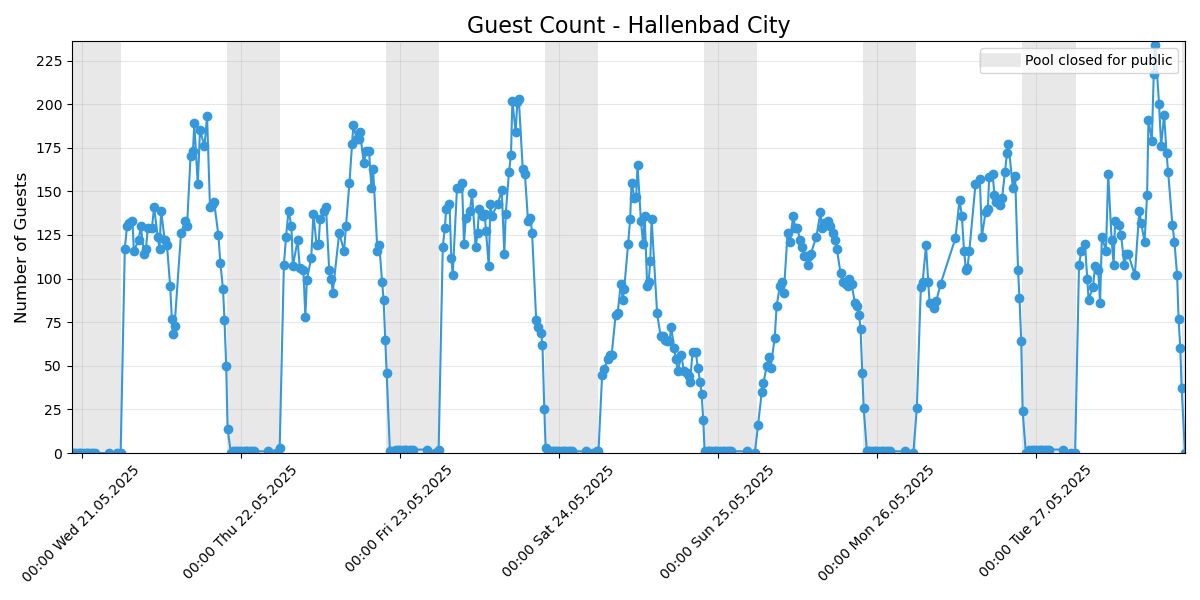 Guest Count - Hallenbad City
Pool closed for public
Number of Guests
225
200
175
150
125
100
75
50
25
0
00:00 Wed 21.05.2025
00:00 Thu 22.05.2025
00:00 Fri 23.05.2025
00:00 Sat 24.05.2025
00:00 Sun 25.05.2025
00:00 Mon 26.05.2025
00:00 Tue 27.05.2025